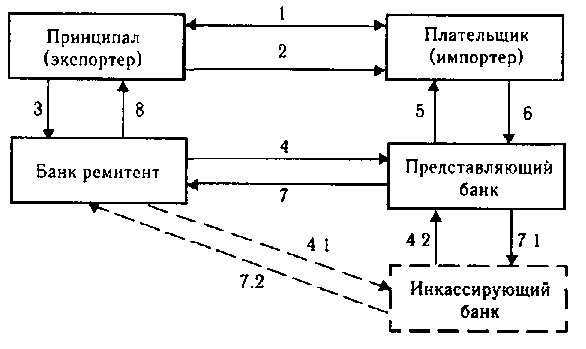 1
Принципал
(экспортер)
2
Плательщик
(импортер)
3
8
5
6
Банк ремитент
4
7
Представляющий
банк
4 1
7.2
4 2
7 1
Инкассирующий
банк